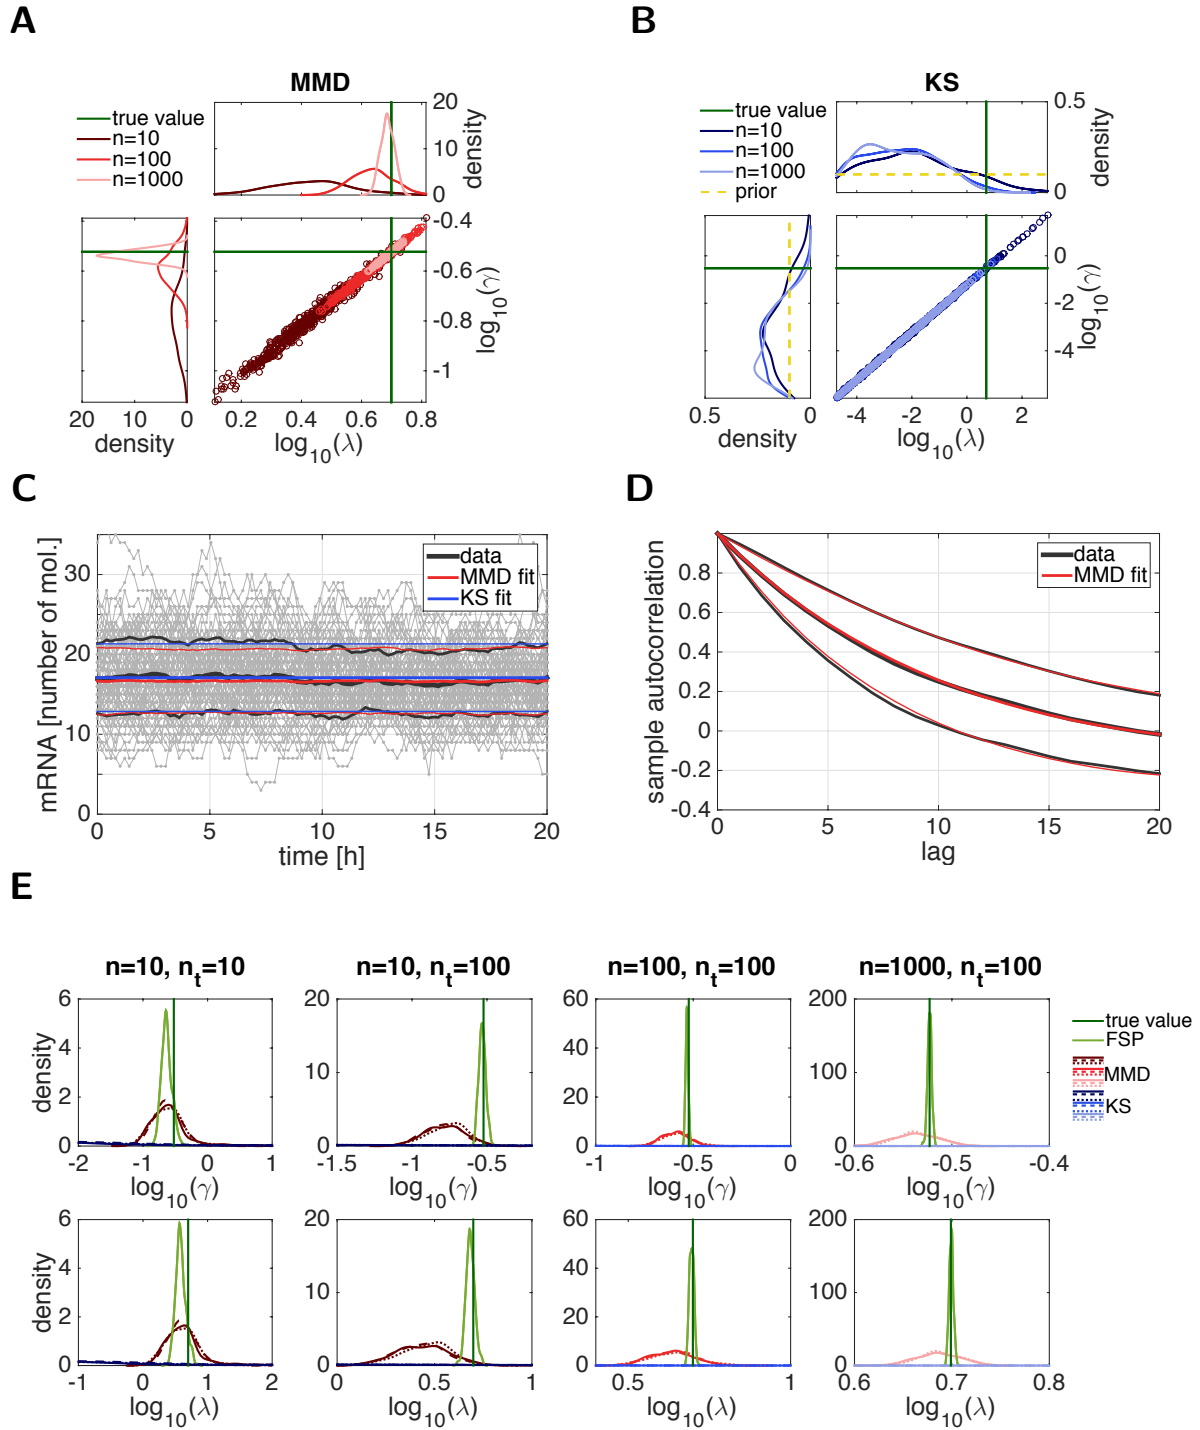 A
MMD
true value
n=10
n=100
n=1000
20
10
0
density
-0.4
-0.6
-0.8
-1
log10(γ)
20 10 0
density
0.2 0.4 0.6 0.8
log10(λ)
B
KS
true value
n=10
n=100
n=1000
prior
0.5
0
density
0
-2
-4
log10(γ)
0.5 0
density
-4 -2 0 2
log10(λ)
C
mRNA [number of mol.]
30
20
10
0
data
MMD fit
KS fit
0 5 10 15 20
time [h]
D
sample autocorrelation
0.8
0.6
0.4
0.2
0
-0.2
-0.4
data
MMD fit
0 5 10 15 20
lag
E
n=10, nt=10
n=10, nt=100
n=100, nt=100
n=1000, nt=100
density
6
4
2
0
-2 -1 0 1
log10(γ)
20
10
0
-1.5 -1 -0.5
log10(γ)
60
40
20
0
-1 -0.5 0
log10(γ)
200
100
0
-0.6 -0.5 -0.4
log10(γ)
true value
FSP
MMD
KS
density
6
4
2
0
-1 0 1 2
log10(λ)
20
10
0
0 0.5 1
log10(λ)
60
40
20
0
0.5 1
log10(λ)
200
100
0
0.6 0.7 0.8
log10(λ)